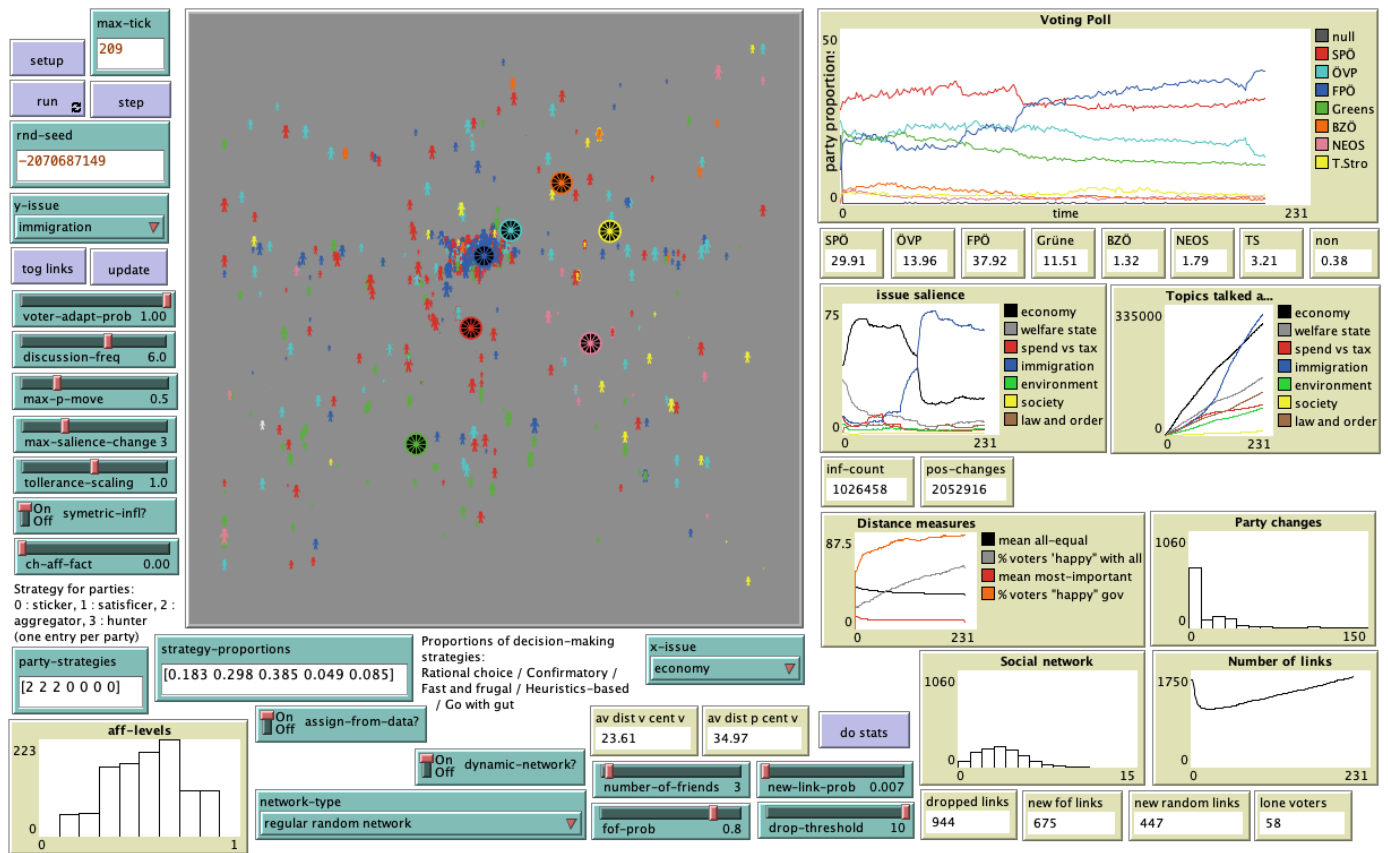 max-tick
209
setup
run
step
rnd-seed
−2070687149
y-issue
immigration
tog links
update
voter-adapt-prob 1.00
discussion-freq 6.0
max-p-move 0.5
max-salience-change 3
tollerance-scaling 1.0
On
Off
symetric-infl?
ch-aff-fact 0.00
Strategy for parties:
0 : sticker, 1 : satisficer, 2 :
aggregator, 3 : hunter
(one entry per party)
party-strategies
[2 2 2 0 0 0 0]
strategy-proportions
[0.183 0.298 0.385 0.049 0.085]
Proportions of decision-making
strategies:
Rational choice / Confirmatory /
Fast and frugal / Heuristics-based
/ Go with gut
x-issue
economy
aff-levels
223
0
0
1
On
Off
assign-from-data?
On
Off
dynamic-network?
network-type
regular random network
av dist v cent v
23.61
av dist p cent v
34.97
do stats
number-of-friends 3
new-link-prob 0.007
fof-prob 0.8
drop-threshold 10
Voting Poll
50
party proportions
0
0
time
231
null
SPÖ
ÖVP
FPÖ
Greens
BZÖ
NEOS
T.Stro
SPÖ
29.91
ÖVP
13.96
FPÖ
37.92
Grüne
11.51
BZÖ
1.32
NEOS
1.79
TS
3.21
non
0.38
issue salience
75
0
0
231
economy
welfare state
spend vs tax
immigration
environment
society
law and order
Topics talked a...
335000
0
0
231
economy
welfare state
spend vs tax
immigration
environment
society
law and order
inf-count
1026458
pos-changes
2052916
Distance measures
87.5
0
0
231
mean all-equal
% voters "happy" with all
mean most-important
% voters "happy" gov
Party changes
1060
0
0
150
Social network
1060
0
0
15
Number of links
1750
0
0
231
dropped links
944
new fof links
675
new random links
447
lone voters
58